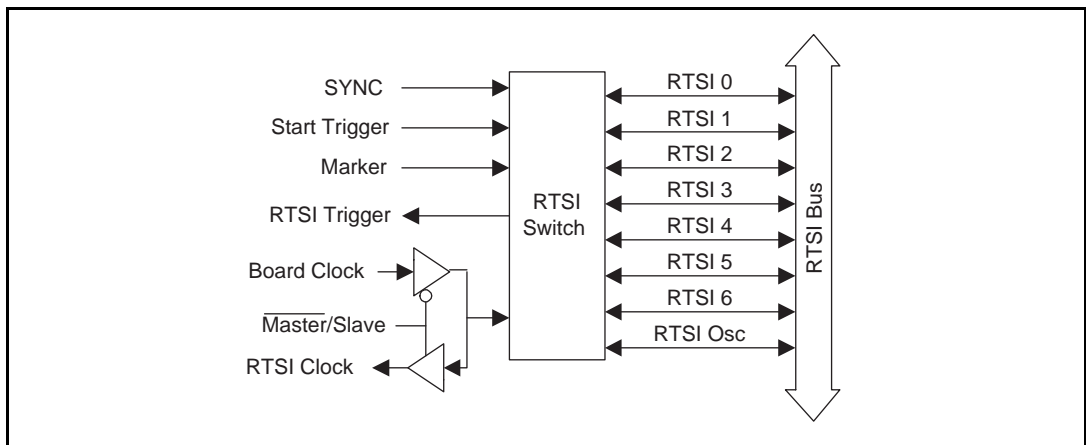 SYNC
Start Trigger
Marker
RTSI Trigger
Board Clock
Master/Slave
RTSI Clock
RTSI
Switch
RTSI 0
RTSI 1
RTSI 2
RTSI 3
RTSI 4
RTSI 5
RTSI 6
RTSI Osc
RTSI Bus